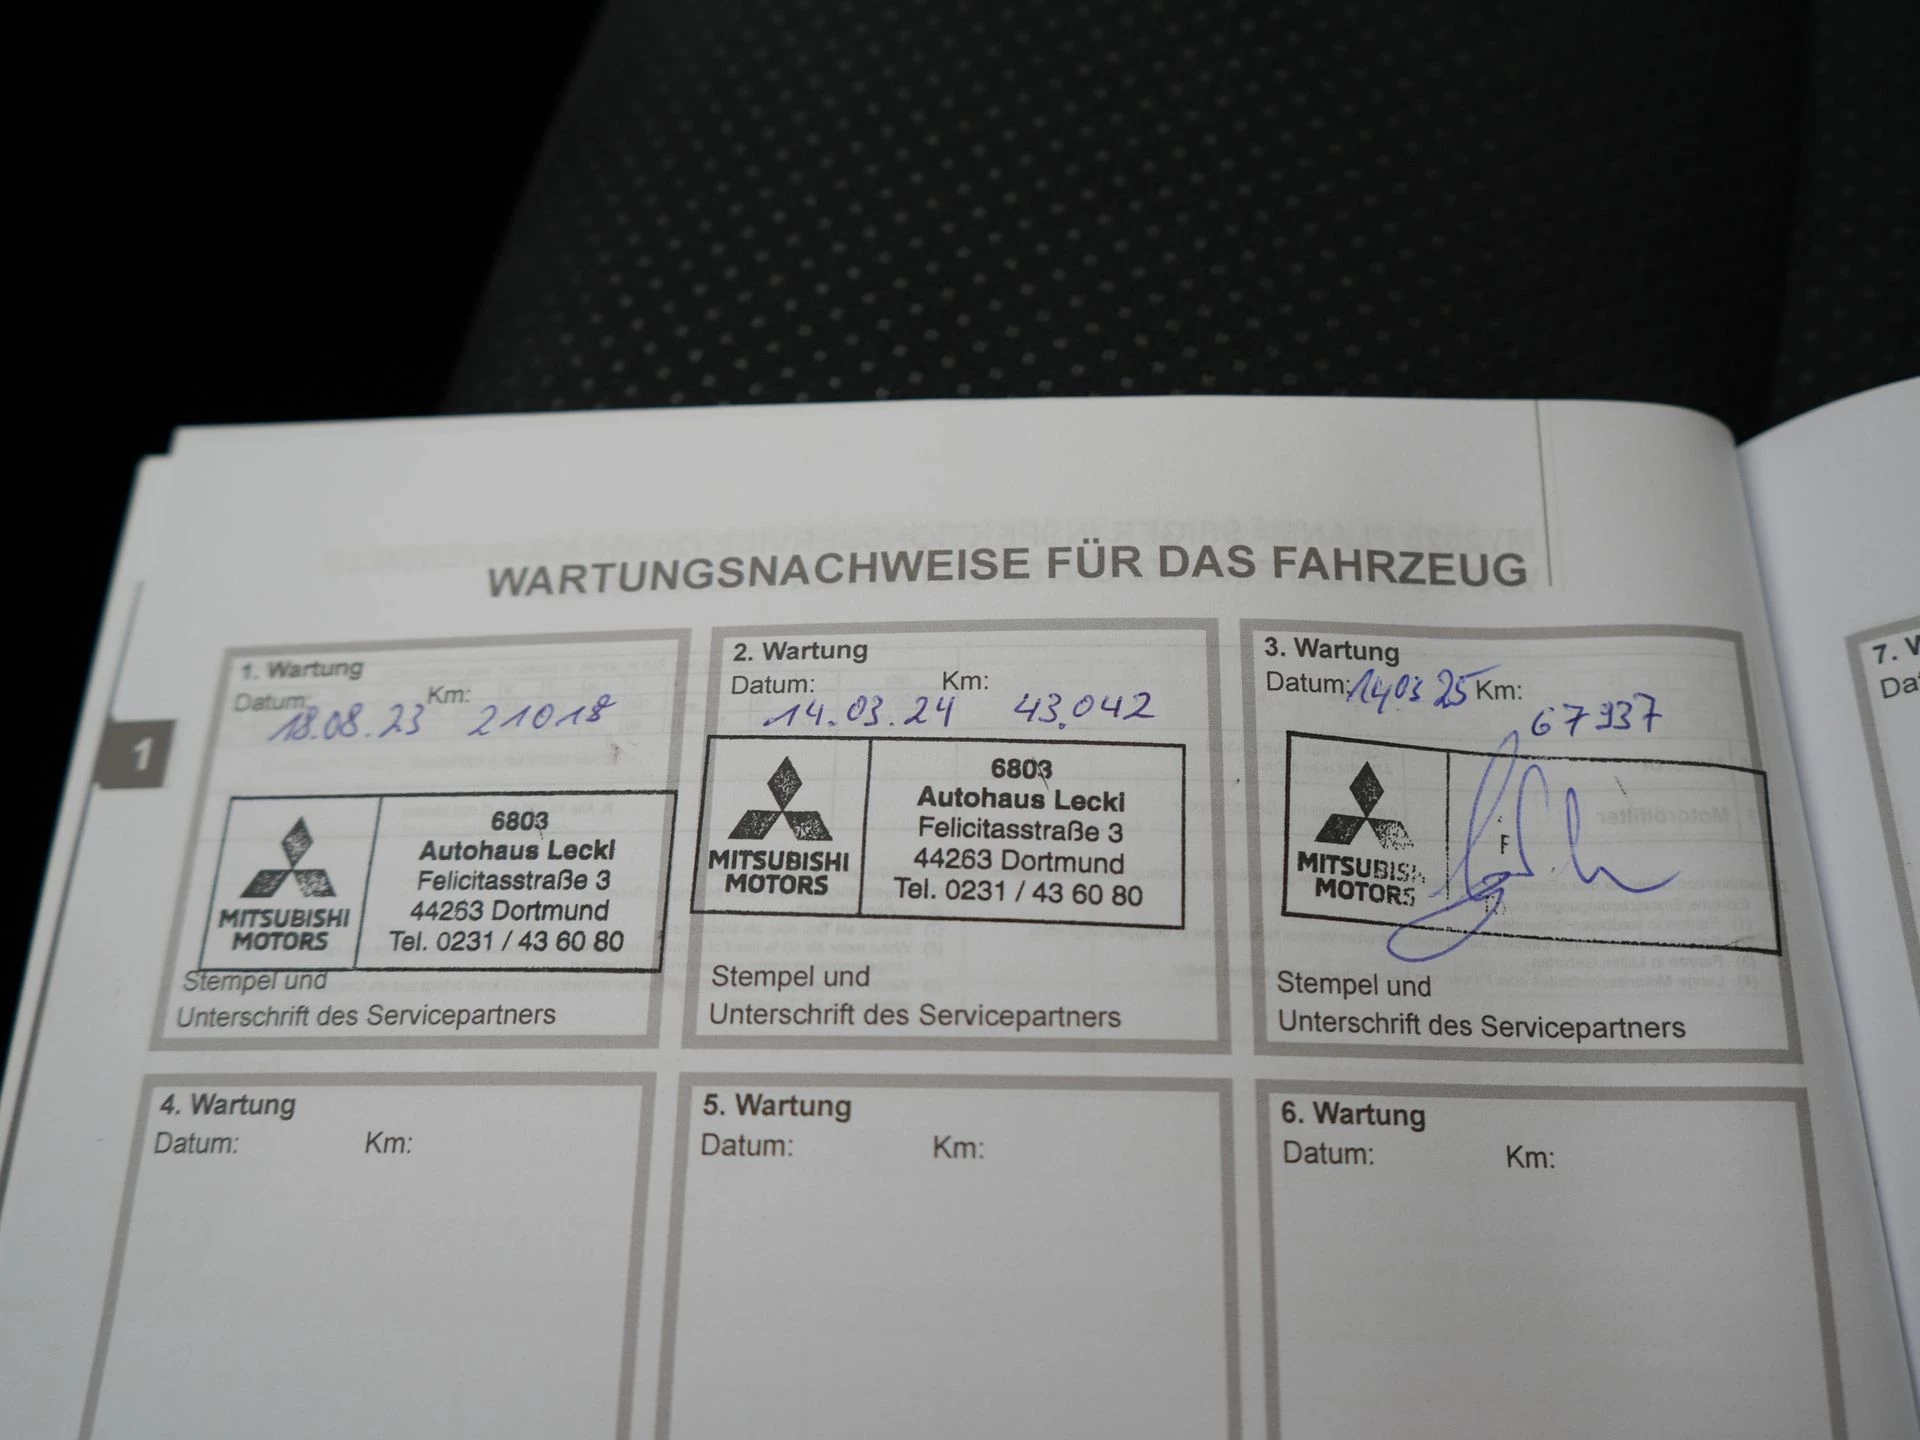 WARTUNGSNACHWEISE FÜR DAS FAHRZEUG
1
1. Wartung
Datum: Km:
18.08.23 21018
6803
Autohaus Lecki
Felicitasstraße 3
44263 Dortmund
Tel. 0231 / 43 60 80
MITSUBISHI
MOTORS
Stempel und
Unterschrift des Servicepartners
2. Wartung
Datum: Km:
14.03.24 43.042
6803
Autohaus Lecki
Felicitasstraße 3
44263 Dortmund
Tel. 0231 / 43 60 80
MITSUBISHI
MOTORS
Stempel und
Unterschrift des Servicepartners
3. Wartung
Datum: 14.03.25 Km:
67937
MITSUBISHI
MOTORS
F
Stempel und
Unterschrift des Servicepartners
4. Wartung
Datum: Km:
5. Wartung
Datum: Km:
6. Wartung
Datum: Km:
7. W
Da